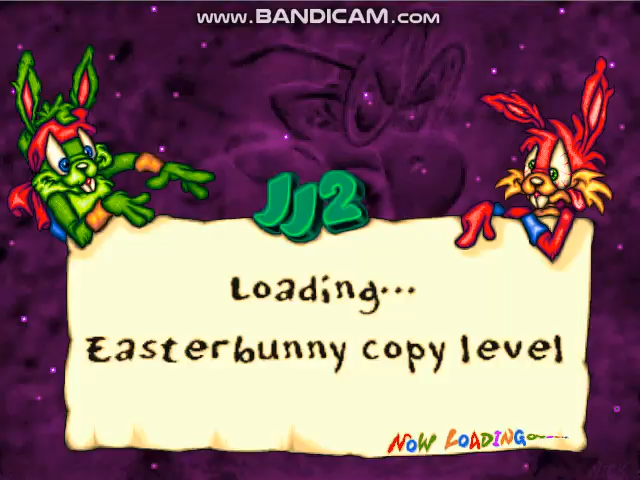 www.BANDICAM.com
JJ2
Loading...
Easterbunny copy level
Now LOADING